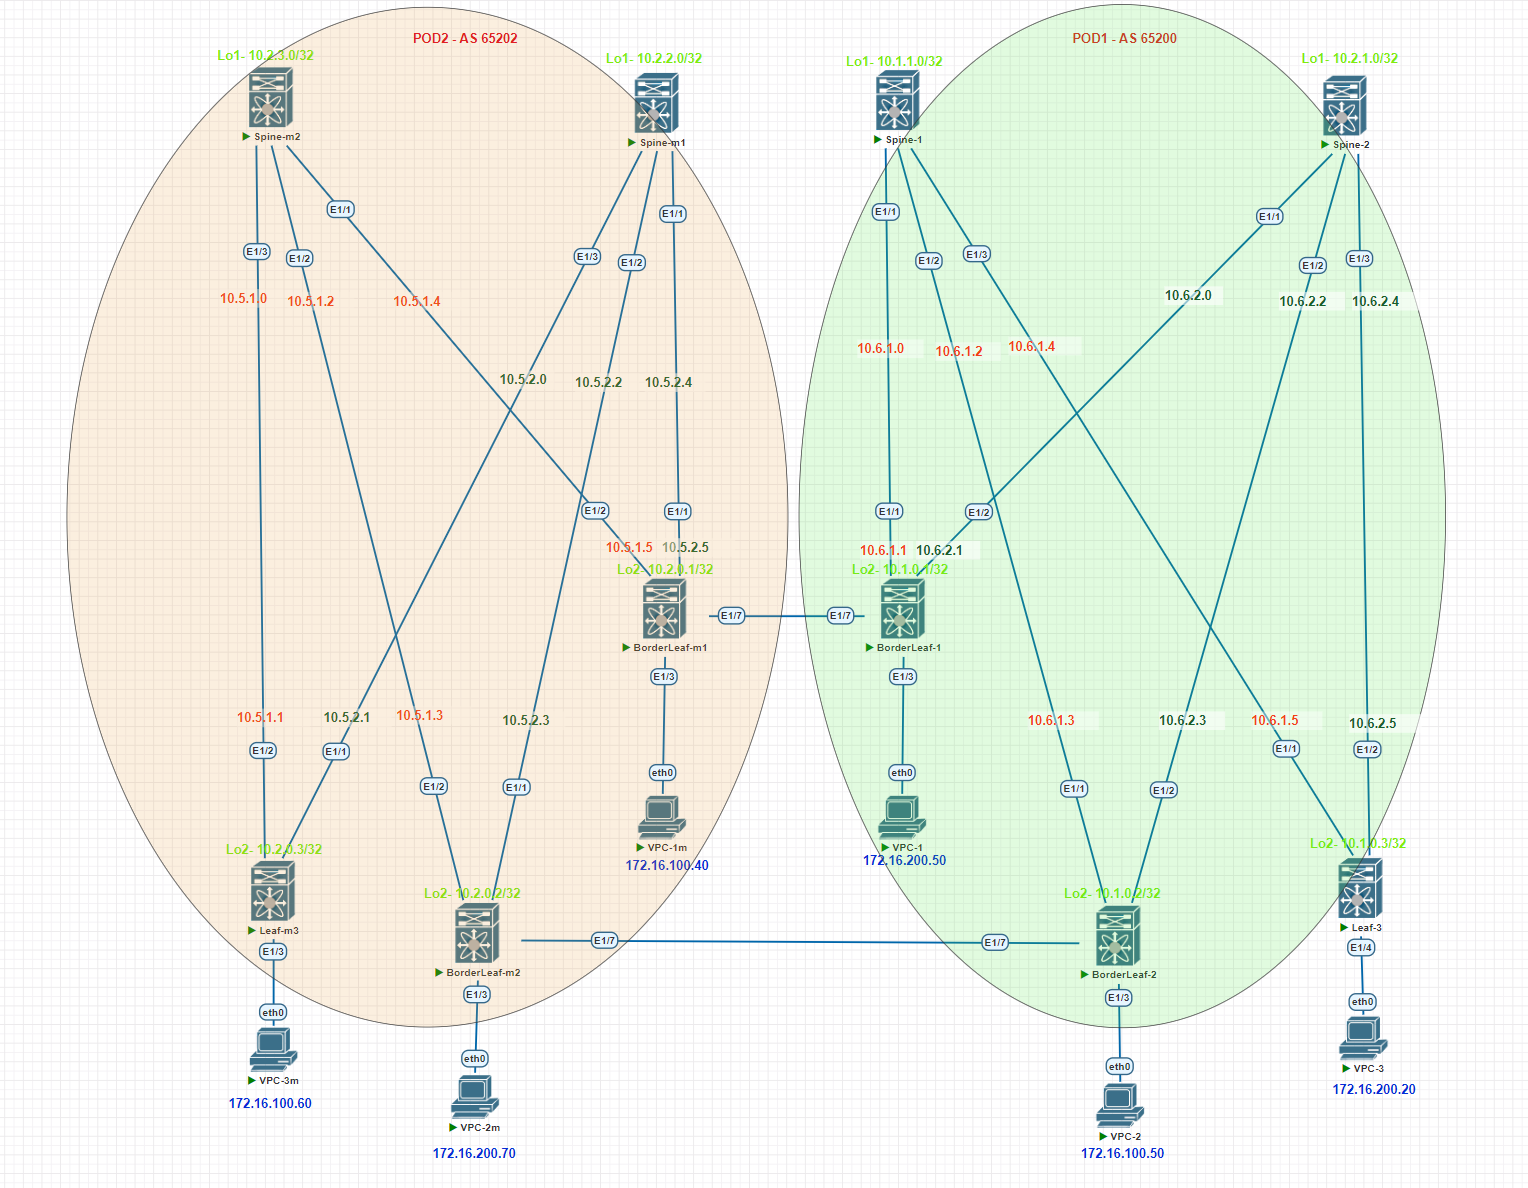 POD2 - AS 65202
POD1 - AS 65200
Lo1- 10.2.3.0/32
Lo1- 10.2.2.0/32
Lo1- 10.1.1.0/32
Lo1- 10.2.1.0/32
Spine-m2
Spine-m1
Spine-1
Spine-2
E1/1
E1/1
E1/1
E1/1
E1/3
E1/2
E1/3
E1/2
E1/2
E1/3
E1/2
E1/3
10.5.1.0
10.5.1.2
10.5.1.4
10.6.2.0
10.6.2.2
10.6.2.4
10.6.1.0
10.6.1.2
10.6.1.4
10.5.2.0
10.5.2.2
10.5.2.4
E1/2
E1/1
E1/1
E1/2
10.5.1.5
10.5.2.5
10.6.1.1
10.6.2.1
Lo2- 10.2.0.1/32
Lo2- 10.1.0.1/32
E1/7
E1/7
BorderLeaf-m1
BorderLeaf-1
E1/3
E1/3
10.5.1.1
10.5.2.1
10.5.1.3
10.5.2.3
10.6.1.3
10.6.2.3
10.6.1.5
10.6.2.5
E1/2
E1/1
E1/1
E1/2
eth0
eth0
E1/2
E1/1
E1/1
E1/2
VPC-1m
VPC-1
172.16.100.40
172.16.200.50
Lo2- 10.2.0.3/32
Lo2- 10.1.0.3/32
Lo2- 10.2.0.2/32
Lo2- 10.1.0.2/32
Leaf-m3
Leaf-3
E1/7
E1/7
E1/3
E1/4
BorderLeaf-m2
BorderLeaf-2
E1/3
E1/3
eth0
eth0
eth0
eth0
VPC-3m
VPC-3
172.16.100.60
172.16.200.20
VPC-2m
VPC-2
172.16.200.70
172.16.100.50